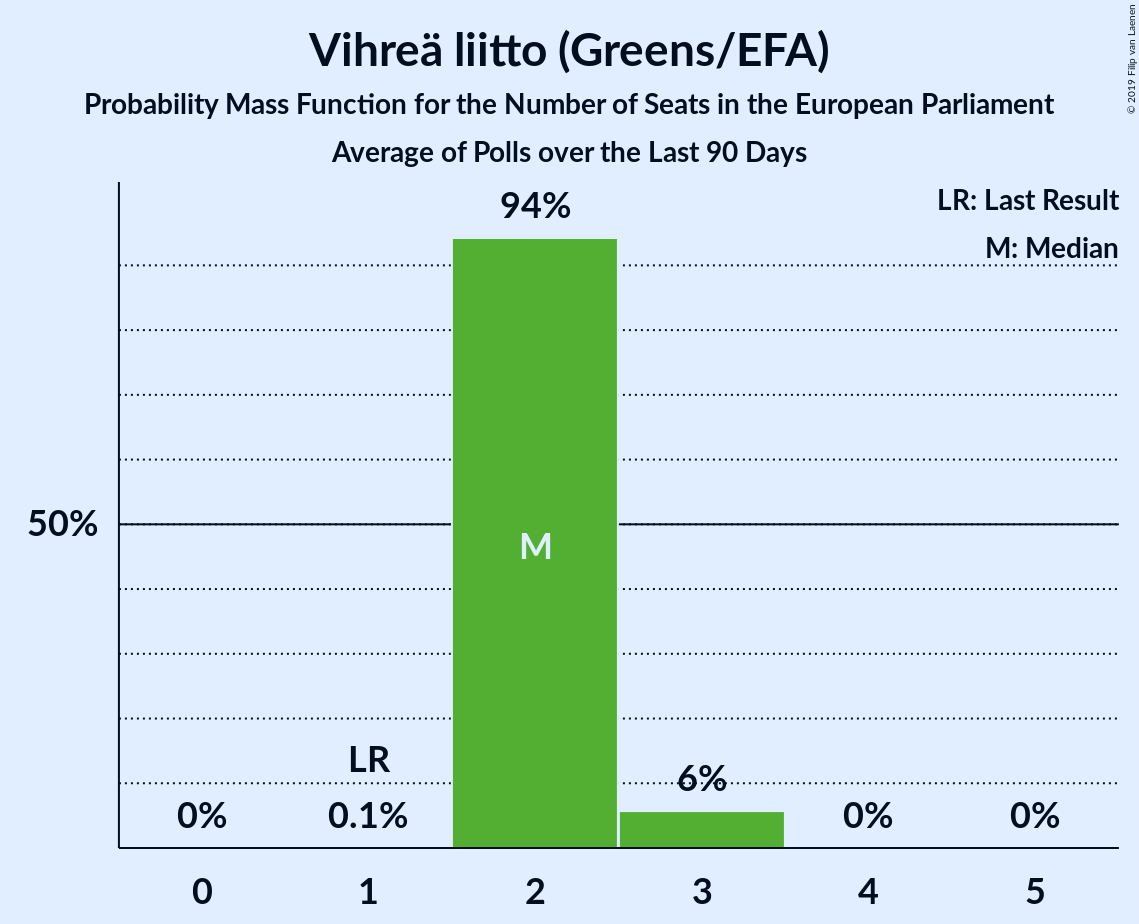 Vihreä liitto (Greens/EFA)
Probability Mass Function for the Number of Seats in the European Parliament
Average of Polls over the Last 90 Days
© 2019 Filip van Laenen
LR: Last Result
M: Median
94%
50%
M
LR
6%
0% 0.1% 0% 0%
0 1 2 3 4 5